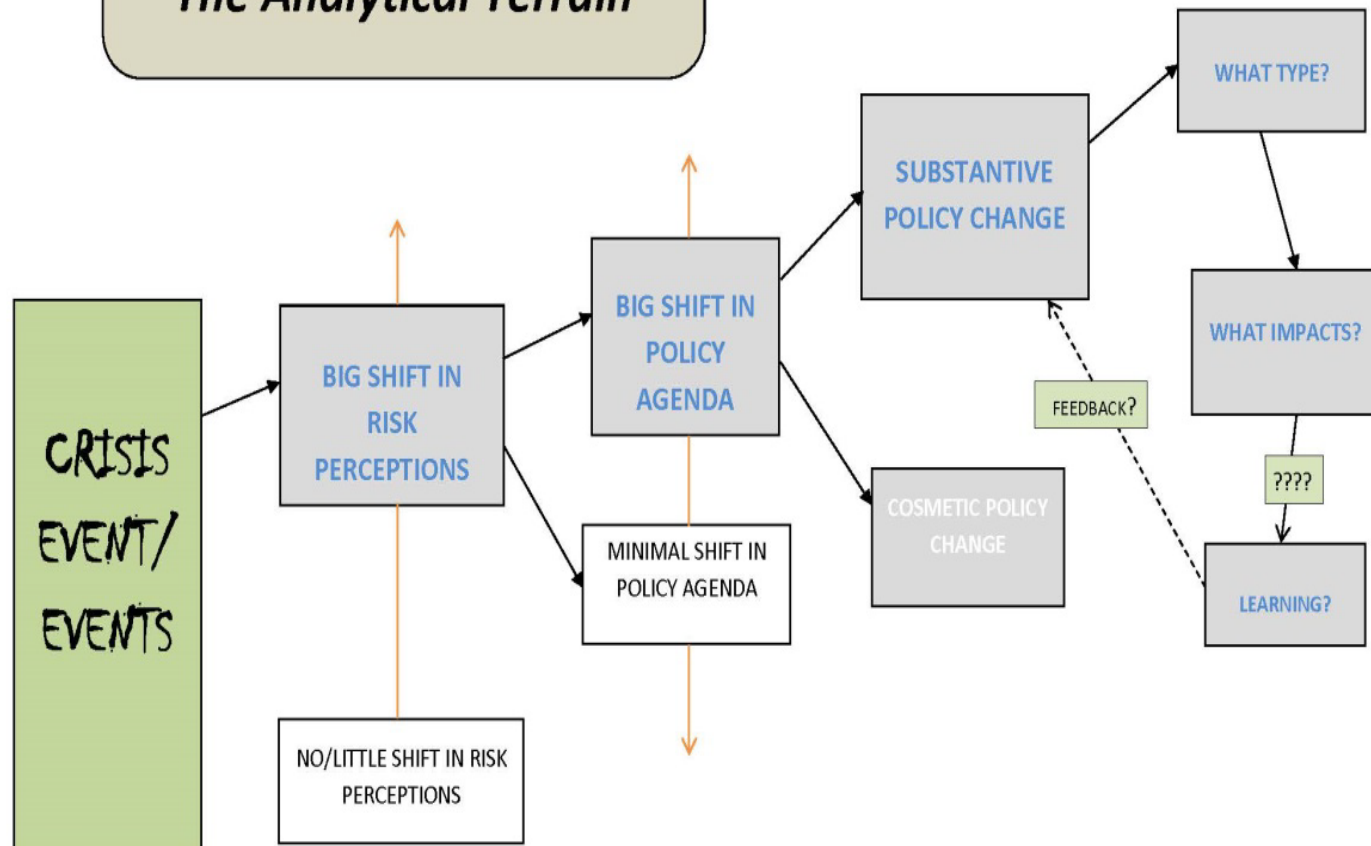 The Analytical Terrain
CRISIS
EVENT/
EVENTS
BIG SHIFT IN
RISK
PERCEPTIONS
NO/LITTLE SHIFT IN RISK
PERCEPTIONS
BIG SHIFT IN
POLICY
AGENDA
MINIMAL SHIFT IN
POLICY AGENDA
SUBSTANTIVE
POLICY CHANGE
COSMETIC POLICY
CHANGE
WHAT TYPE?
WHAT IMPACTS?
????
LEARNING?
FEEDBACK?